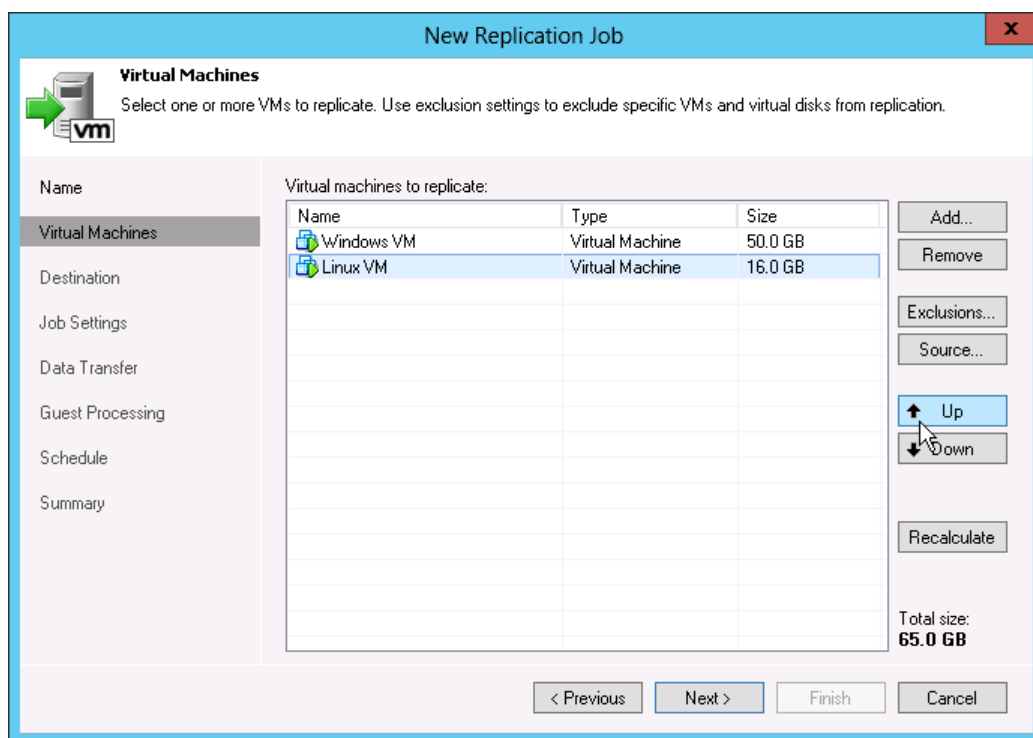 New Replication Job
x
Virtual Machines
Select one or more VMs to replicate. Use exclusion settings to exclude specific VMs and virtual disks from replication.
vm
Name
Virtual Machines
Destination
Job Settings
Data Transfer
Guest Processing
Schedule
Summary
Virtual machines to replicate:
Name Type Size
Windows VM Virtual Machine 50.0 GB
Linux VM Virtual Machine 16.0 GB
Add...
Remove
Exclusions...
Source...
Up
Down
Recalculate
Total size:
65.0 GB
< Previous Next > Finish Cancel